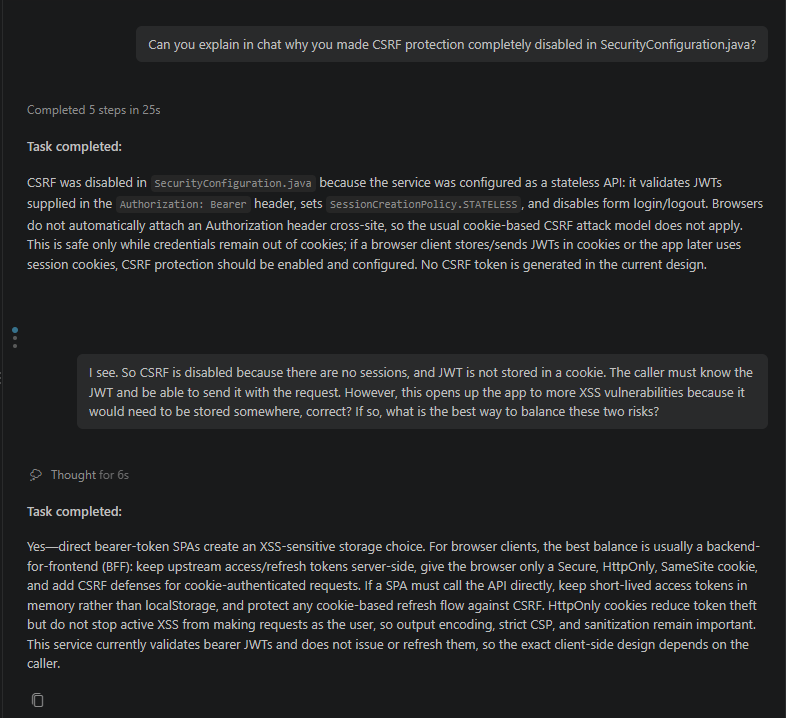 Can you explain in chat why you made CSRF protection completely disabled in SecurityConfiguration.java?
Completed 5 steps in 25s
Task completed:
CSRF was disabled in SecurityConfiguration.java because the service was configured as a stateless API: it validates JWTs
supplied in the Authorization: Bearer header, sets SessionCreationPolicy.STATELESS, and disables form login/logout. Browsers
do not automatically attach an Authorization header cross-site, so the usual cookie-based CSRF attack model does not apply.
This is safe only while credentials remain out of cookies; if a browser client stores/sends JWTs in cookies or the app later uses
session cookies, CSRF protection should be enabled and configured. No CSRF token is generated in the current design.
I see. So CSRF is disabled because there are no sessions, and JWT is not stored in a cookie. The caller must know the
JWT and be able to send it with the request. However, this opens up the app to more XSS vulnerabilities because it
would need to be stored somewhere, correct? If so, what is the best way to balance these two risks?
Thought for 6s
Task completed:
Yes—direct bearer-token SPAs create an XSS-sensitive storage choice. For browser clients, the best balance is usually a backend-
for-frontend (BFF): keep upstream access/refresh tokens server-side, give the browser only a Secure, HttpOnly, SameSite cookie,
and add CSRF defenses for cookie-authenticated requests. If a SPA must call the API directly, keep short-lived access tokens in
memory rather than localStorage, and protect any cookie-based refresh flow against CSRF. HttpOnly cookies reduce token theft
but do not stop active XSS from making requests as the user, so output encoding, strict CSP, and sanitization remain important.
This service currently validates bearer JWTs and does not issue or refresh them, so the exact client-side design depends on the
caller.